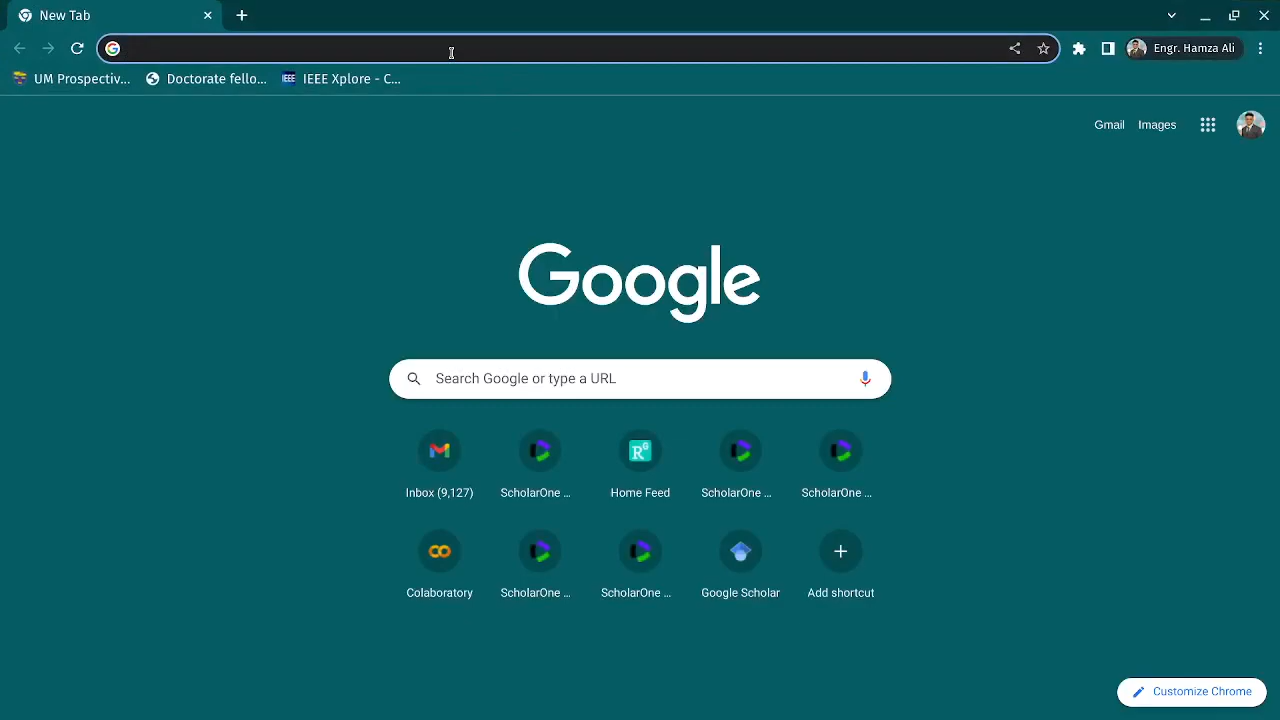 New Tab
Engr. Hamza Ali
UM Prospectiv... Doctorate fello... IEEE Xplore - C...
Gmail Images
Google
Search Google or type a URL
Inbox (9,127) ScholarOne ... Home Feed ScholarOne ... ScholarOne ...
Colaboratory ScholarOne ... ScholarOne ... Google Scholar Add shortcut
Customize Chrome